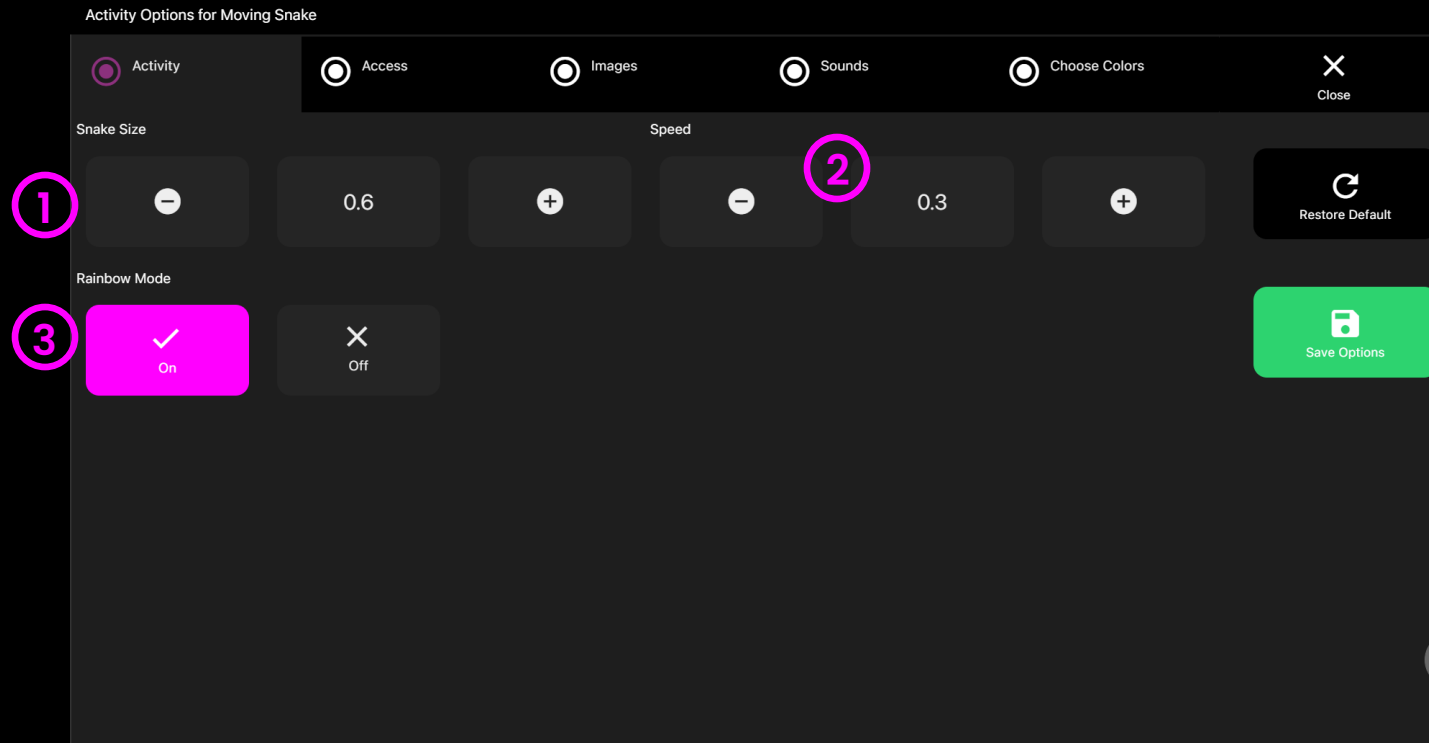 Activity Options for Moving Snake
Activity
Access
Images
Sounds
Choose Colors
Close
Snake Size
Speed
1
0.6
2
0.3
Restore Default
Rainbow Mode
3
On
Off
Save Options